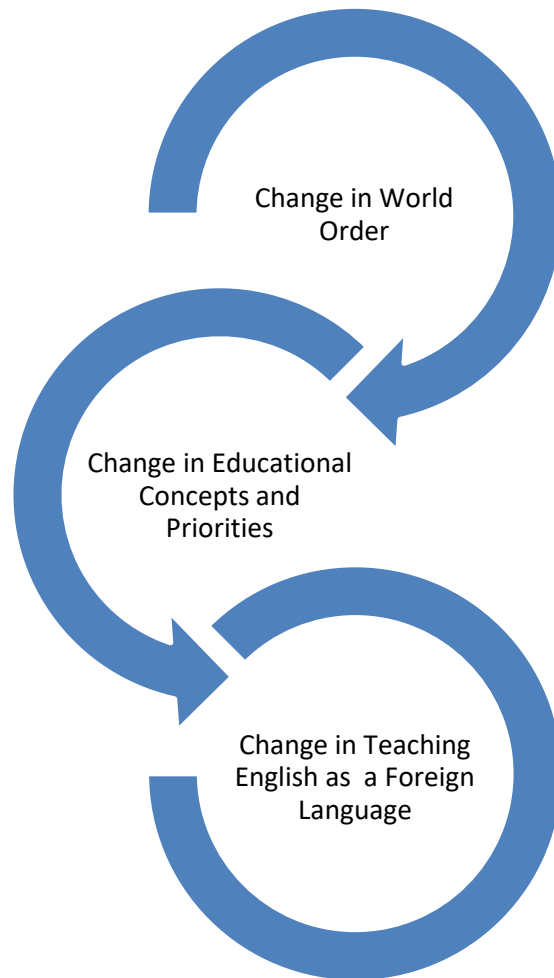 Change in World
Order
Change in Educational
Concepts and
Priorities
Change in Teaching
English as  a Foreign
Language